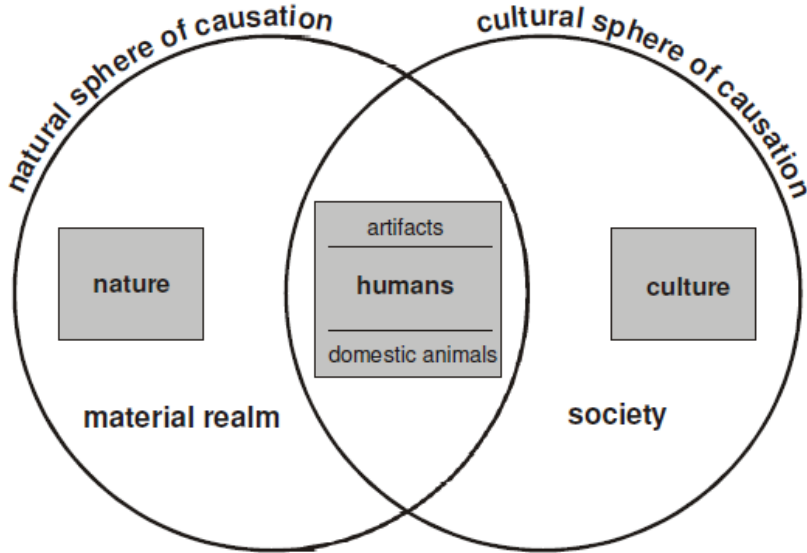 natural sphere of causation
cultural sphere of causation
artifacts
nature
humans
culture
domestic animals
material realm
society